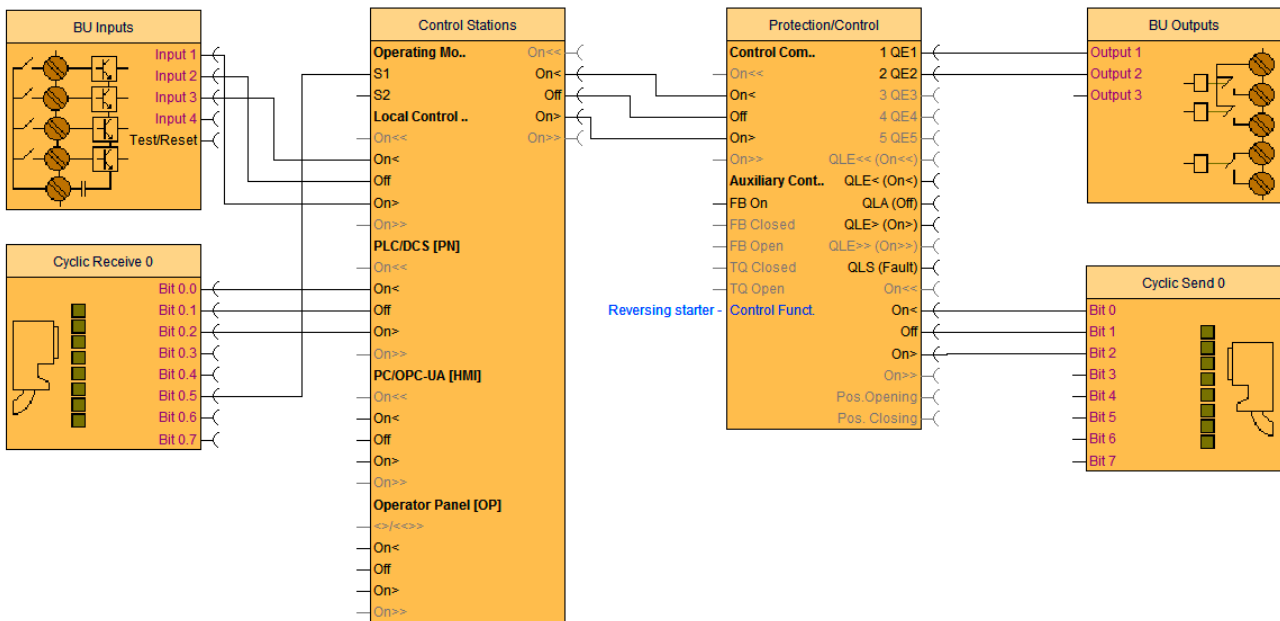 BU Inputs
Input 1
Input 2
Input 3
Input 4
Test/Reset
Cyclic Receive 0
Bit 0.0
Bit 0.1
Bit 0.2
Bit 0.3
Bit 0.4
Bit 0.5
Bit 0.6
Bit 0.7
Control Stations
Operating Mo.. On<<
S1 On<
S2 Off
Local Control .. On>
On<< On>>
On<
Off
On>
On>>
PLC/DCS [PN]
On<<
On<
Off
On>
On>>
PC/OPC-UA [HMI]
On<<
On<
Off
On>
On>>
Operator Panel [OP]
<>/<<>>
On<
Off
On>
On>>
Protection/Control
Control Com.. 1 QE1
On<< 2 QE2
On< 3 QE3
Off 4 QE4
On> 5 QE5
On>> QLE<< (On<<)
Auxiliary Cont.. QLE< (On<)
FB On QLA (Off)
FB Closed QLE> (On>)
FB Open QLE>> (On>>)
TQ Closed QLS (Fault)
TQ Open On<<
Reversing starter - Control Funct. On<
Off
On>
On>>
Pos.Opening
Pos. Closing
BU Outputs
Output 1
Output 2
Output 3
Cyclic Send 0
Bit 0
Bit 1
Bit 2
Bit 3
Bit 4
Bit 5
Bit 6
Bit 7